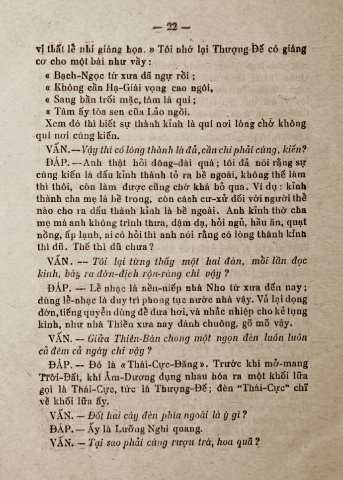 — 22 —
vị thất lễ nhi giáng họa. » Tôi nhớ lại Thượng-Đế có giáng
cơ cho một bài như vầy:
« Bạch-Ngọc từ xưa đã ngự rồi;
« Không cần Hạ-Giái vọng cao ngôi,
« Sang bần trối mặc, tâm là quí;
« Tâm ấy tòa sen của Lảo ngồi.
Xem đó thì biết sự thành kỉnh là quí nơi lòng chớ không
quí nơi cúng kiến.
VẤN. — Vậy thì có lòng thành là đủ, cần chi phải cúng, kiến?
ĐÁP. — Anh thật hỏi dông-dài quá; tôi đả nói rằng sự
cúng kiến là dấu kỉnh thành tỏ ra bề ngoài, không thể làm
thì thôi, còn làm được cũng chớ khá bỏ qua. Ví dụ: kỉnh
thành cha mẹ là bề trong, còn cách cư-xử đối với người thế
nào cho ra dấu thành kỉnh là bề ngoài. Anh kỉnh thờ cha
mẹ mà anh không trình thưa, dậm dạ, hỏi ngủ, hầu ăn, quạt
nồng, ấp lạnh, ai có hỏi thì anh nói rằng có lòng thành kỉnh
thì dủ. Thế thì dủ chưa?
VẤN. — Tôi lại từng thấy một hai đàn, mồi lần đọc
kinh, bày ra đờn-địch rộn-ràng chi vậy?
ĐÁP. — Lễ nhạc là nền-niếp nhà Nho từ xưa đến nay;
dùng lễ-nhạc là duy trì phong tục nước nhà vậy. Vả lại dọng
đờn, tiếng quyển dùng để đưa hơi, và nhắc nhiệp cho kẻ tụng
kinh, như nhà Thiền xưa nay đánh chuông, gõ mõ vậy.
VẤN. — Giữa Thiên-Bàn chong một ngọn đèn luôn luôn
cả đêm cả ngày chi vậy?
ĐÁP. — Đó là «Thái-Cực-Đăng». Trước khi mở-mang
Trời-Đất, khí Âm-Dương đụng nhau hóa ra một khối lửa
gọi là Thái-Cực, tức là Thượng-Đế; đèn "Thái-Cực" chỉ
về khối lửa ấy.
VẤN. — Đốt hai cây đèn phía ngoài là ý gì?
ĐÁP. — Ấy là Lưỡng Nghi quang.
VẤN. — Tại sao phải cúng rượu trà, hoa quả?